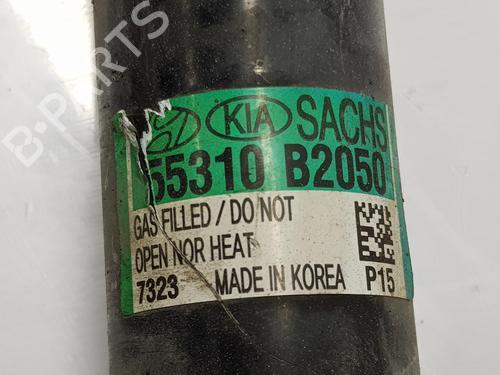 KIA SACHS
55310 B2050
GAS FILLED / DO NOT
OPEN NOR HEAT
7323 MADE IN KOREA P15
B-PARTS